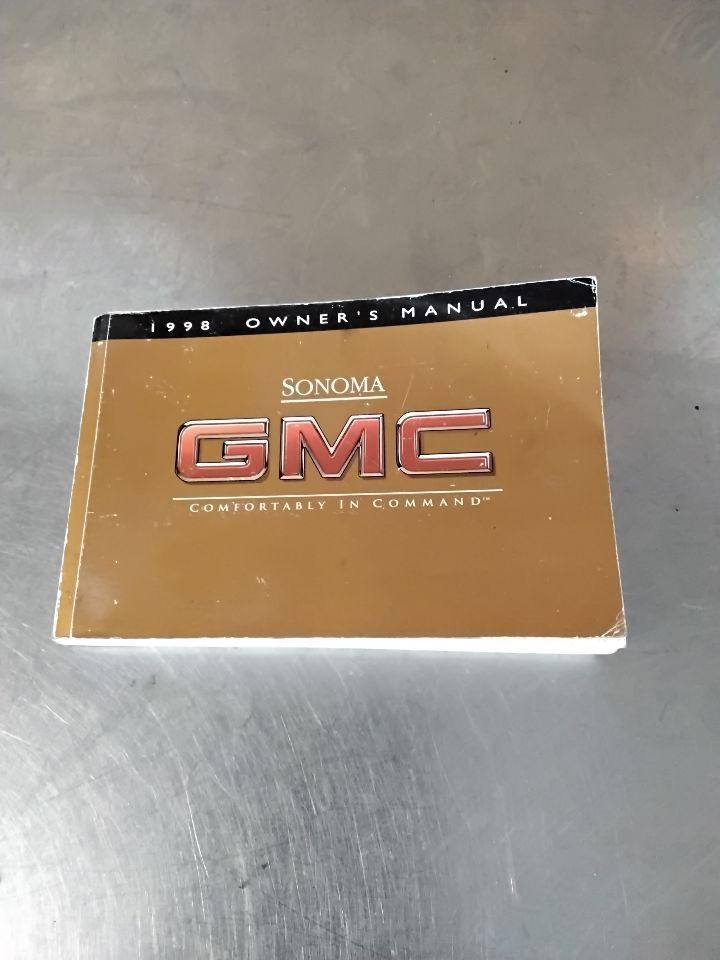 1998 OWNER'S MANUAL
SONOMA
GMC
COMFORTABLY IN COMMAND™